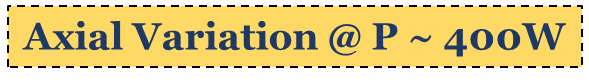 Axial Variation @ P ~ 400W